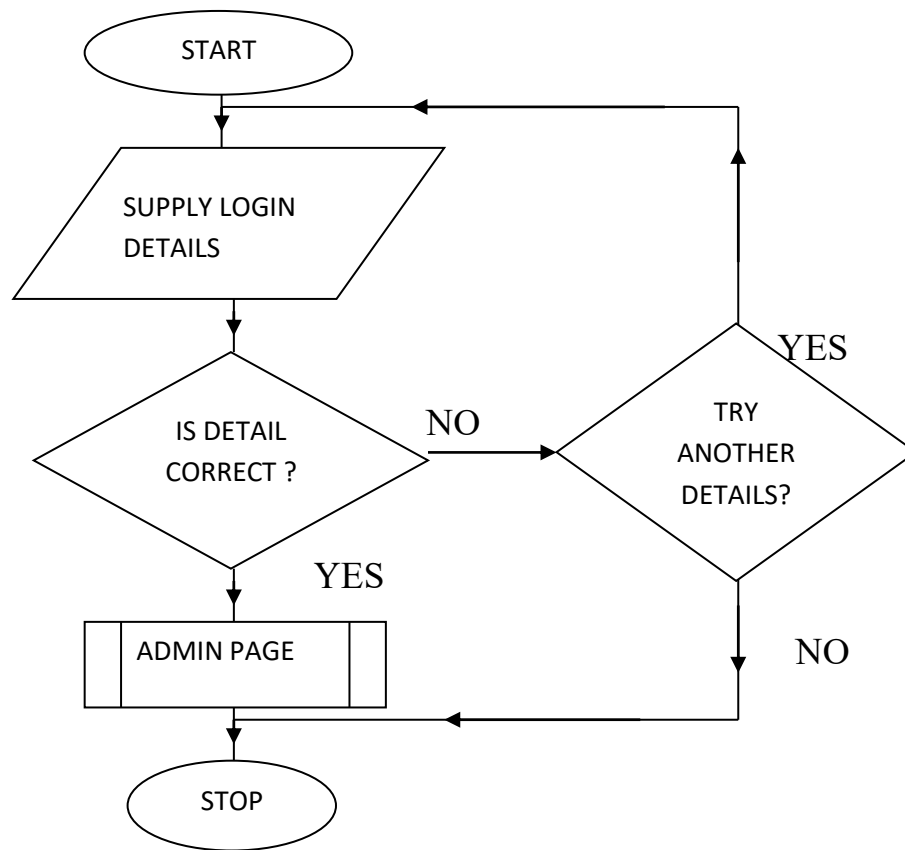 START
SUPPLY LOGIN
DETAILS
IS DETAIL
CORRECT ?
NO
YES
TRY
ANOTHER
DETAILS?
YES
NO
ADMIN PAGE
STOP